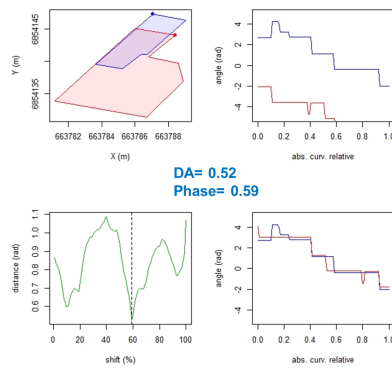 6854140
6854135
Y (m)
663782 663784 663786 663788
X (m)
4
2
0
-2
-4
angle (rad)
0.0 0.2 0.4 0.6 0.8 1.0
abs. curv. relative
DA= 0.52
Phase= 0.59
1.1
1.0
0.9
0.8
0.7
0.6
distance (rad)
0 20 40 60 80 100
shift (%)
4
2
0
-2
-4
angle (rad)
0.0 0.2 0.4 0.6 0.8 1.0
abs. curv. relative